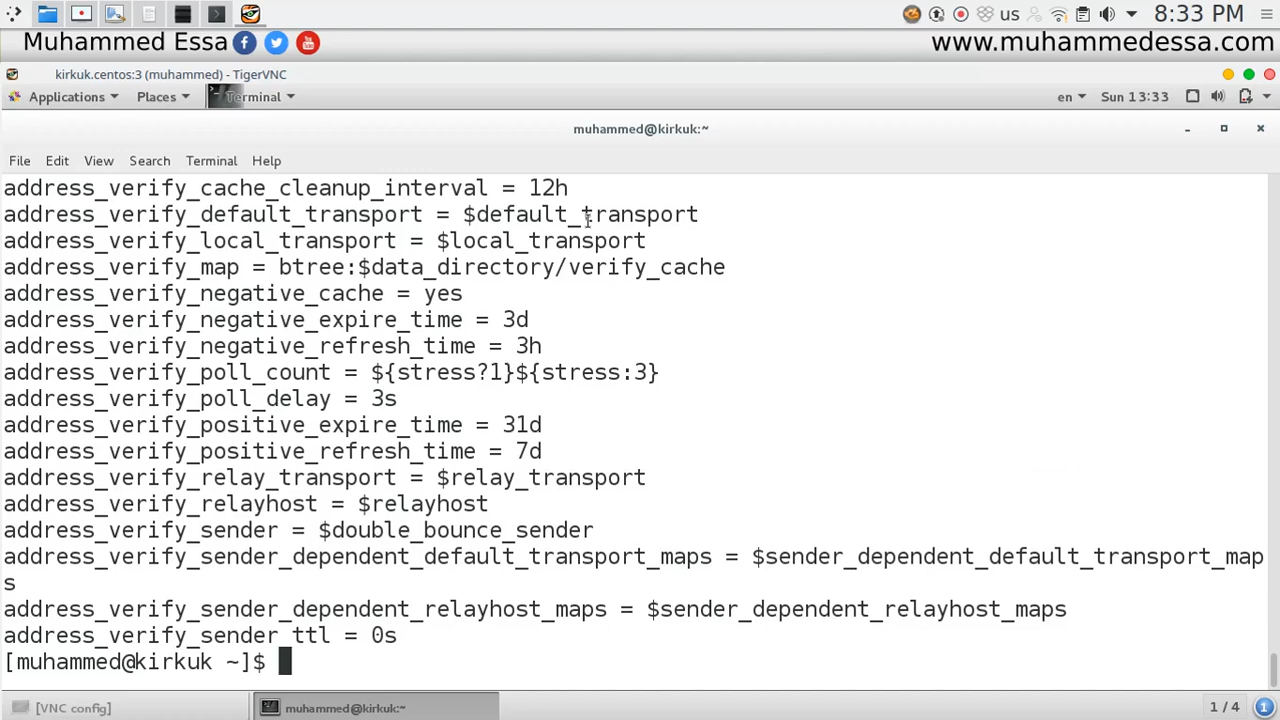 us
8:33 PM
Muhammed Essa
www.muhammedessa.com
kirkuk.centos:3 (muhammed) - TigerVNC
Applications Places Terminal en Sun 13:33
muhammed@kirkuk:~
File Edit View Search Terminal Help
address_verify_cache_cleanup_interval = 12h
address_verify_default_transport = $default_transport
address_verify_local_transport = $local_transport
address_verify_map = btree:$data_directory/verify_cache
address_verify_negative_cache = yes
address_verify_negative_expire_time = 3d
address_verify_negative_refresh_time = 3h
address_verify_poll_count = ${stress?1}${stress:3}
address_verify_poll_delay = 3s
address_verify_positive_expire_time = 31d
address_verify_positive_refresh_time = 7d
address_verify_relay_transport = $relay_transport
address_verify_relayhost = $relayhost
address_verify_sender = $double_bounce_sender
address_verify_sender_dependent_default_transport_maps = $sender_dependent_default_transport_map
s
address_verify_sender_dependent_relayhost_maps = $sender_dependent_relayhost_maps
address_verify_sender_ttl = 0s
[muhammed@kirkuk ~]$
[VNC config] muhammed@kirkuk:~ 1 / 4 1